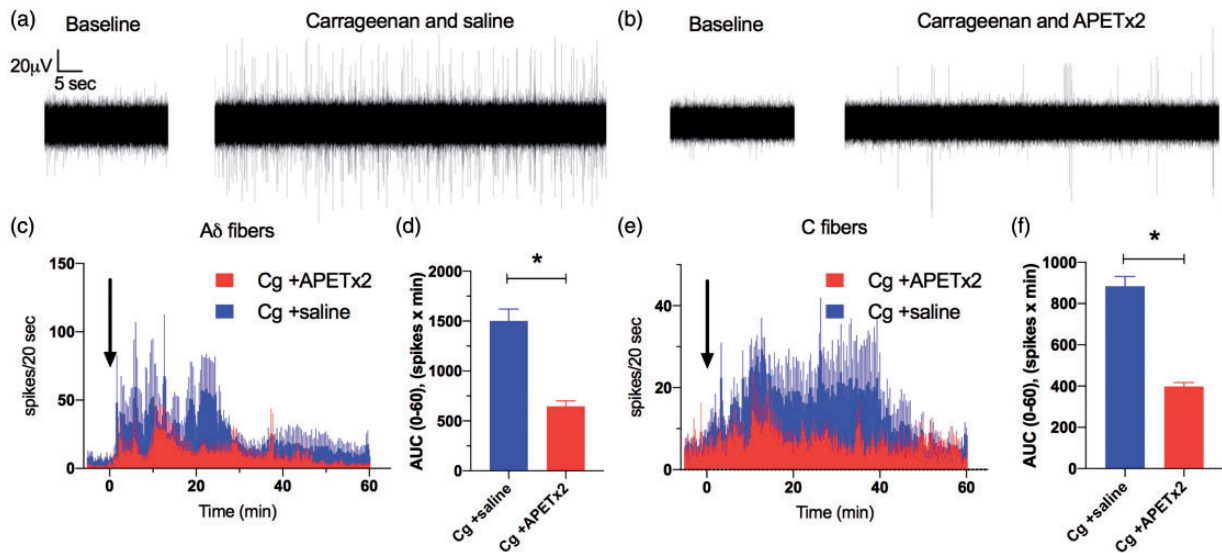 (a)
Baseline
Carrageenan and saline
20μV
5 sec
(b)
Baseline
Carrageenan and APETx2
(c)
Aδ fibers
Cg +APETx2
Cg +saline
spikes/20 sec
150
100
50
0
0 20 40 60
Time (min)
(d)
*
AUC (0-60), (spikes x min)
2000
1500
1000
500
0
Cg +saline
Cg +APETx2
(e)
C fibers
Cg +APETx2
Cg +saline
spikes/20 sec
40
20
0
0 20 40 60
Time (min)
(f)
*
AUC (0-60), (spikes x min)
1000
800
600
400
200
0
Cg +saline
Cg +APETx2